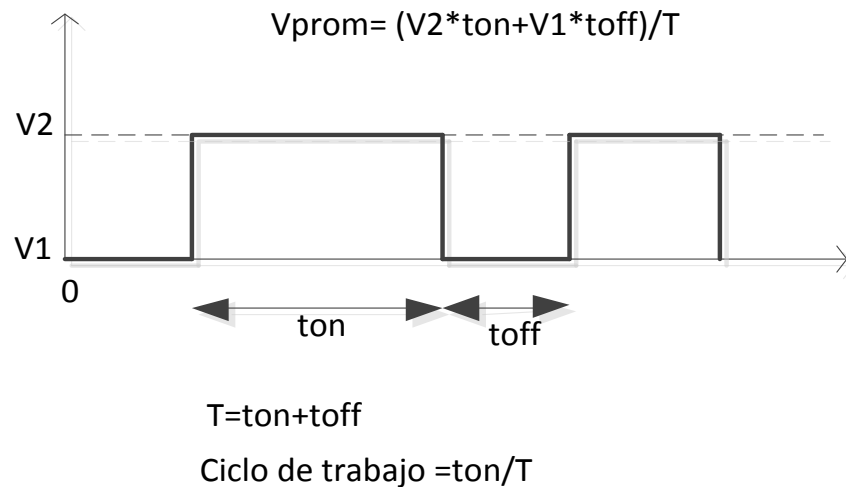 Vprom= (V2*ton+V1*toff)/T
V2
V1
0
ton
toff
T=ton+toff
Ciclo de trabajo =ton/T